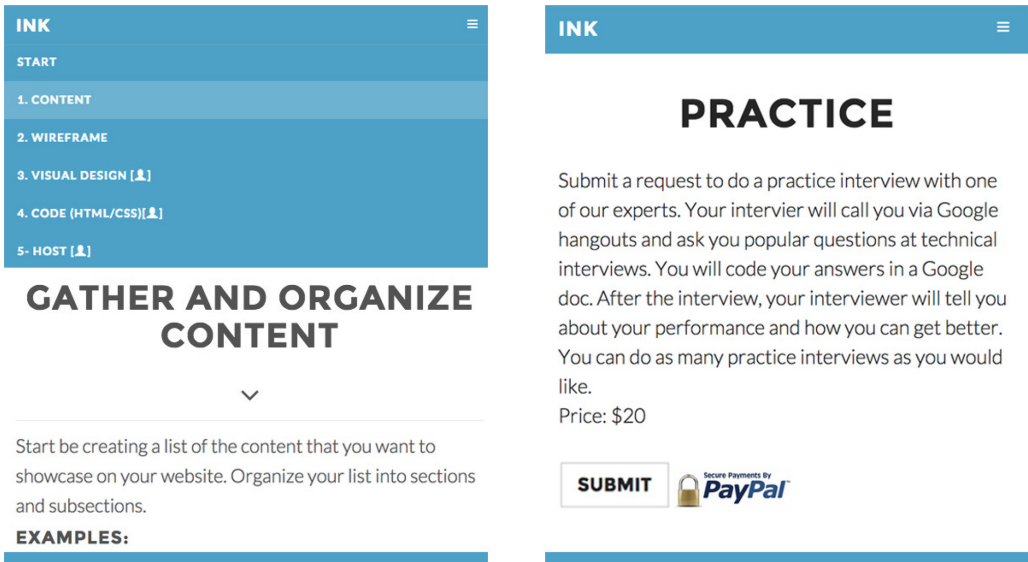 INK
START
1. CONTENT
2. WIREFRAME
3. VISUAL DESIGN []
4. CODE (HTML/CSS)[]
5- HOST []
GATHER AND ORGANIZE
CONTENT
Start be creating a list of the content that you want to
showcase on your website. Organize your list into sections
and subsections.
EXAMPLES:
INK
PRACTICE
Submit a request to do a practice interview with one
of our experts. Your intervier will call you via Google
hangouts and ask you popular questions at technical
interviews. You will code your answers in a Google
doc. After the interview, your interviewer will tell you
about your performance and how you can get better.
You can do as many practice interviews as you would
like.
Price: $20
SUBMIT
Secure Payments By
PayPal